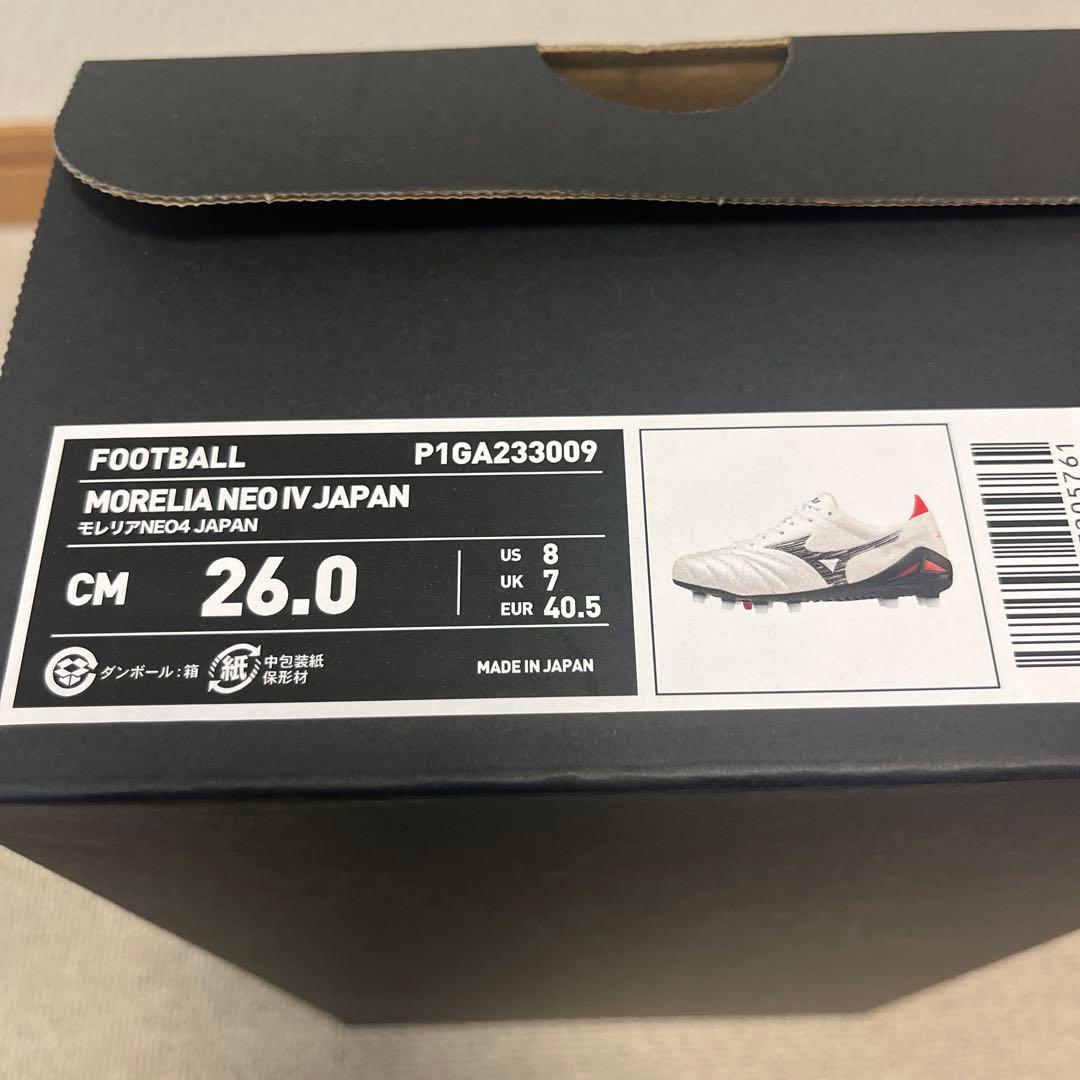 FOOTBALL P1GA233009
MORELIA NEO IV JAPAN
モレリアNEO4 JAPAN
CM 26.0
US 8
UK 7
EUR 40.5
ダンボール:箱
紙 中包装紙
保形材
MADE IN JAPAN